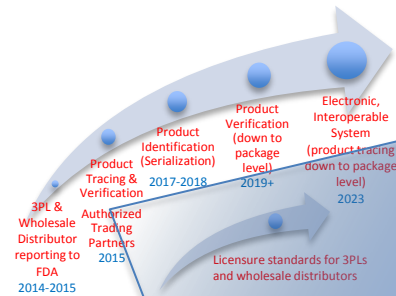 3PL &
Wholesale
Distributor
reporting to
FDA
2014-2015
Product
Tracing &
Verification
Authorized
Trading
Partners
2015
Product
Identification
(Serialization)
2017-2018
Product
Verification
(down to
package
level)
2019+
Electronic,
Interoperable
System
(product tracing
down to package
level)
2023
Licensure standards for 3PLs
and wholesale distributors